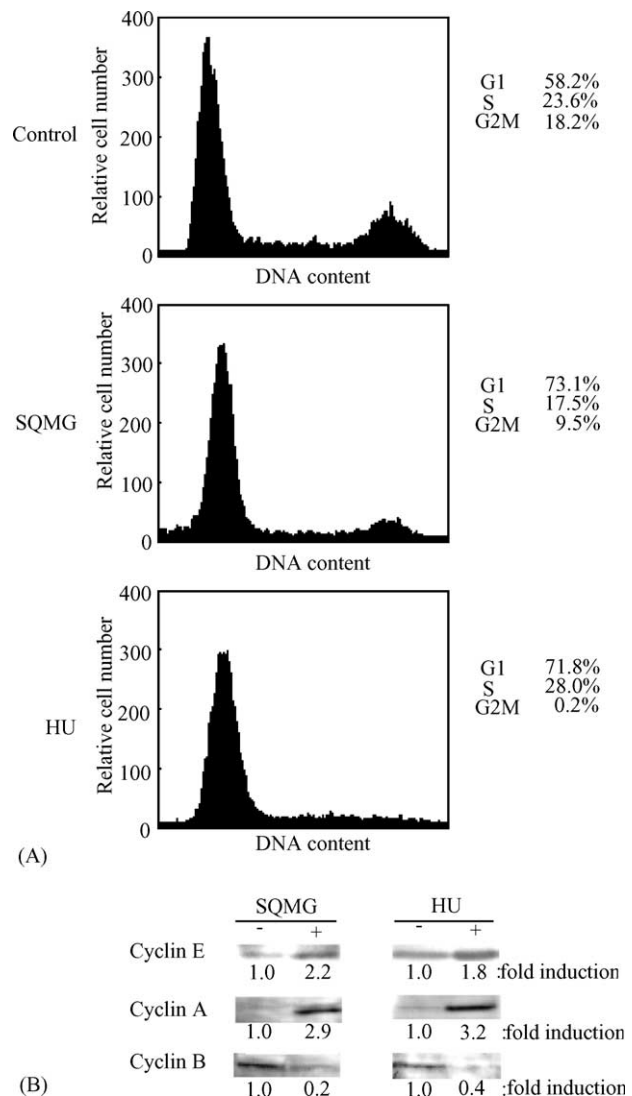 400
300
200
100
0
Relative cell number
Control
DNA content
G1 58.2%
S 23.6%
G2M 18.2%
400
300
200
100
0
Relative cell number
SQMG
DNA content
G1 73.1%
S 17.5%
G2M 9.5%
400
300
200
100
0
Relative cell number
HU
DNA content
G1 71.8%
S 28.0%
G2M 0.2%
(A)
SQMG HU
- + - +
Cyclin E
1.0 2.2 1.0 1.8 :fold induction
Cyclin A
1.0 2.9 1.0 3.2 :fold induction
Cyclin B
1.0 0.2 1.0 0.4 :fold induction
(B)